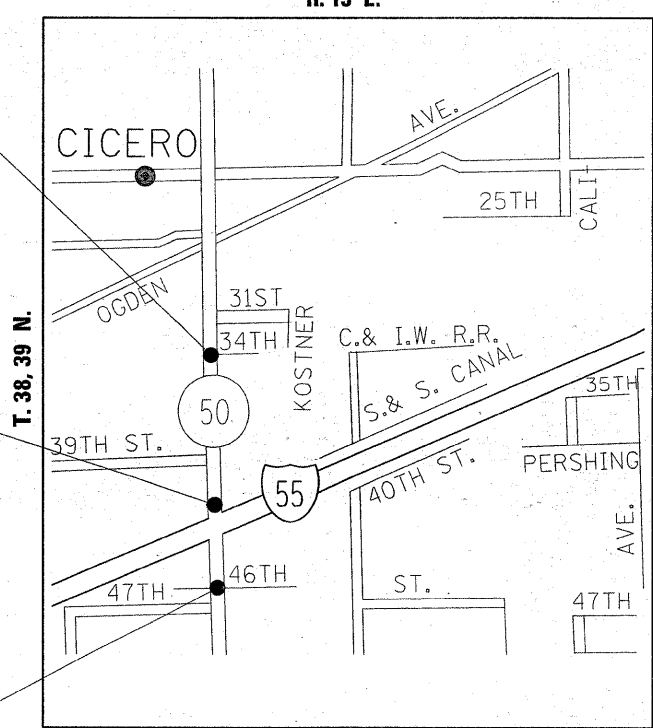 R. 13 E.
T. 38, 39 N.
CICERO
AVE.
25TH
CALI-
OGDEN
31ST
34TH
KOSTNER
C.& I.W. R.R.
S.& S. CANAL
50
35TH
39TH ST.
55
40TH ST.
PERSHING
AVE.
46TH
47TH
ST.
47TH